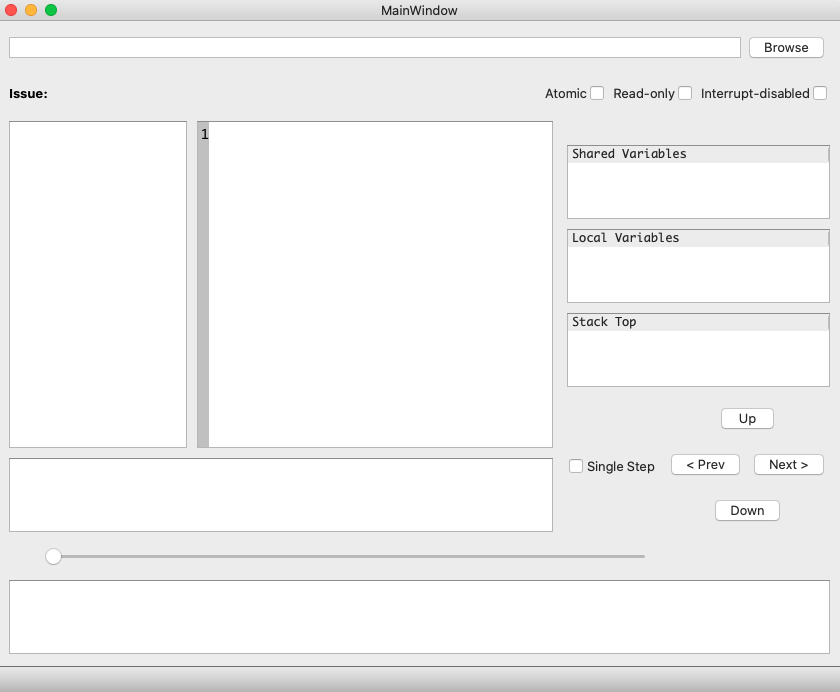 MainWindow
Browse
Issue:
Atomic Read-only Interrupt-disabled
1
Shared Variables
Local Variables
Stack Top
Up
Single Step < Prev Next >
Down